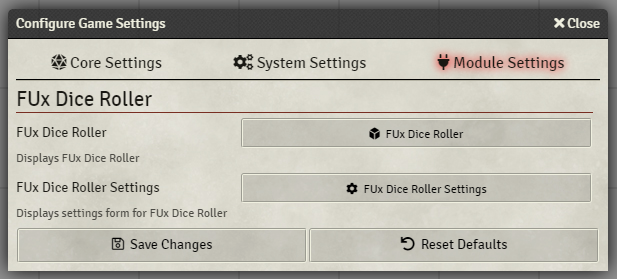 Configure Game Settings Close
Core Settings System Settings Module Settings
FUx Dice Roller
FUx Dice Roller FUx Dice Roller
Displays FUx Dice Roller
FUx Dice Roller Settings FUx Dice Roller Settings
Displays settings form for FUx Dice Roller
Save Changes Reset Defaults